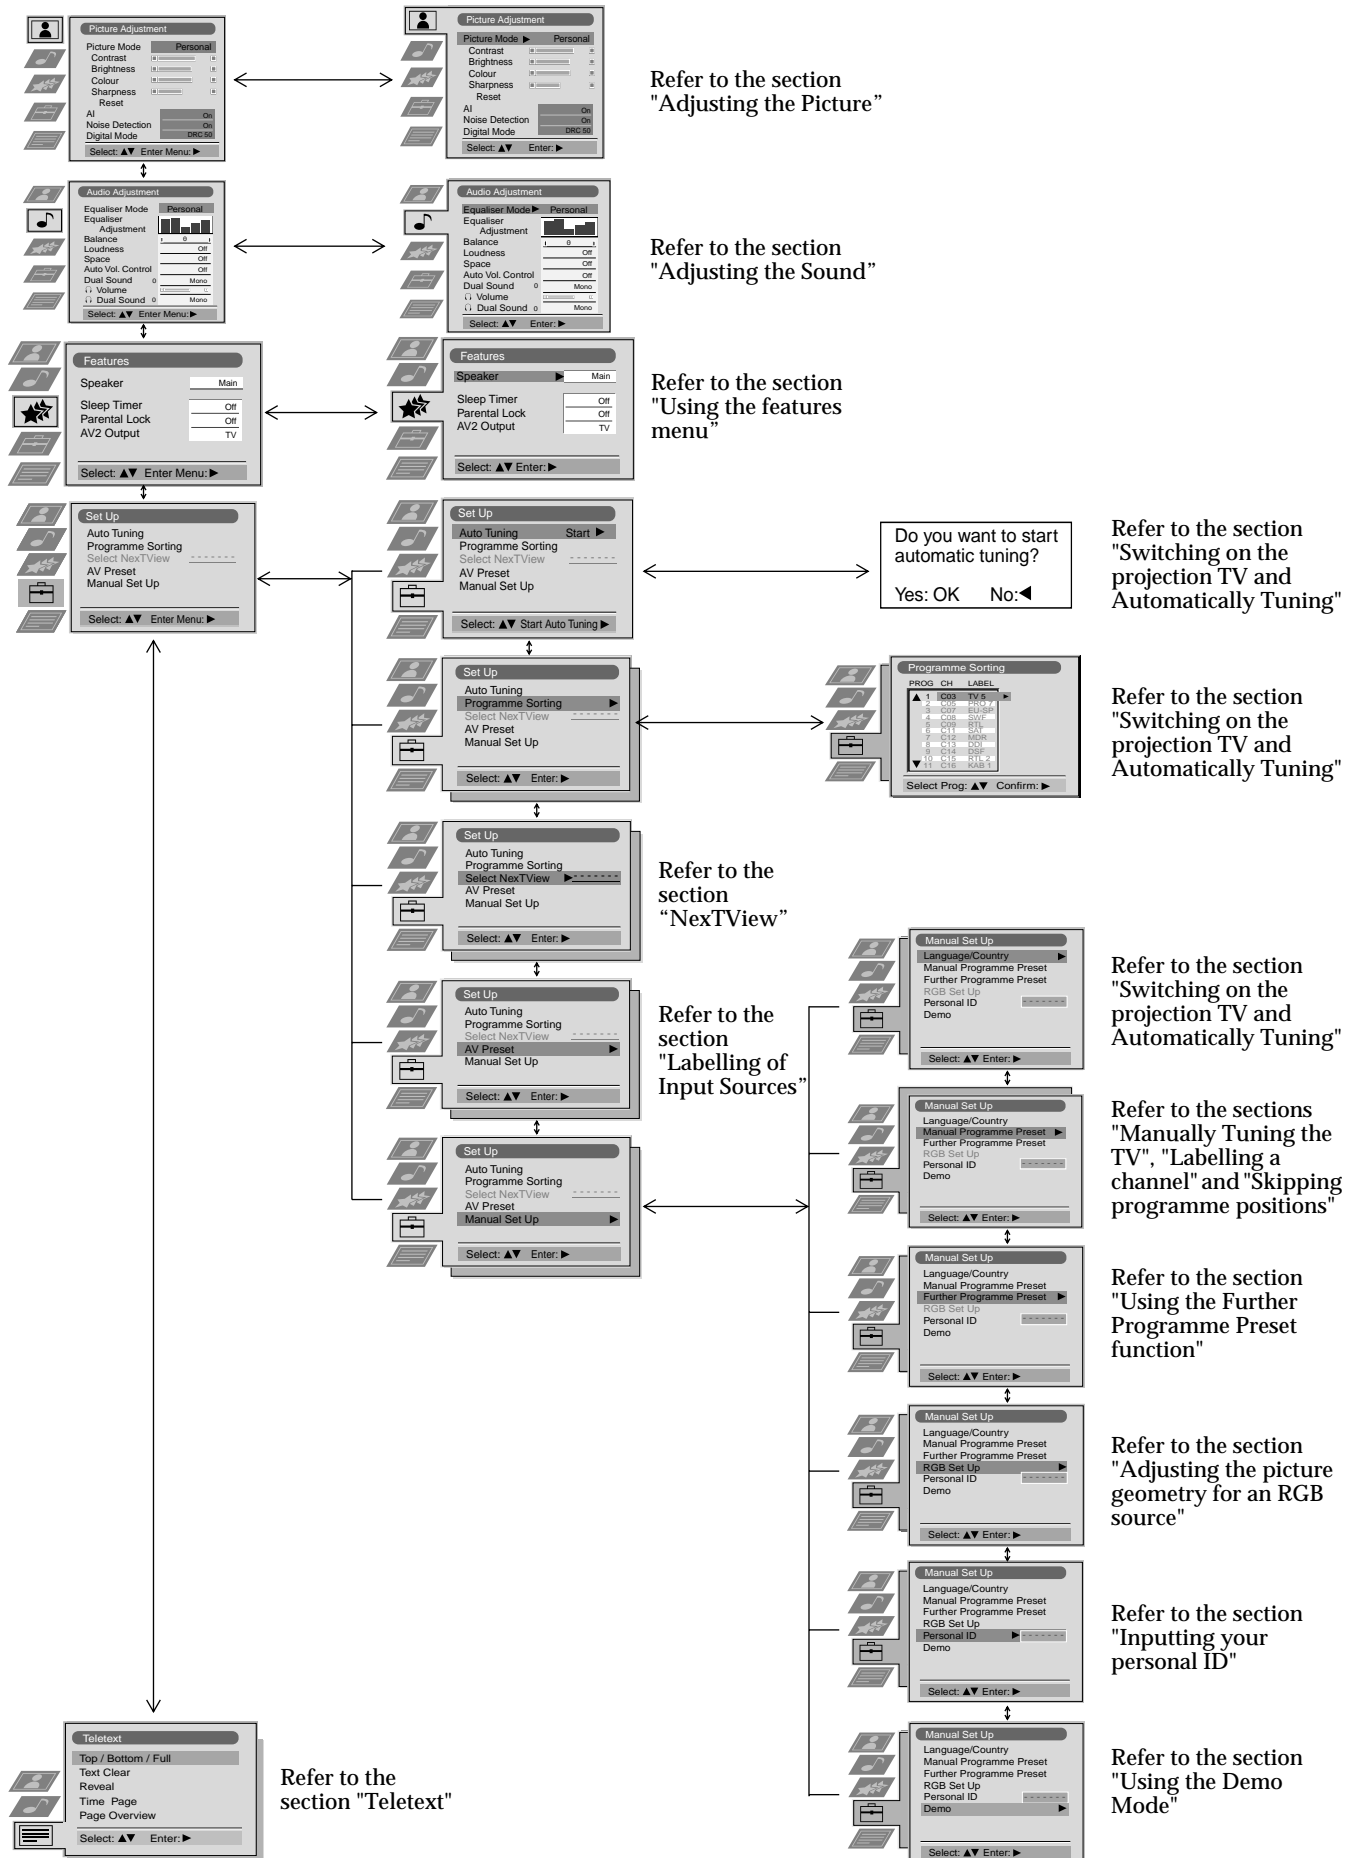 Picture Adjustment
Picture Mode Personal
Contrast
Brightness
Colour
Sharpness
Reset
AI On
Noise Detection On
Digital Mode DRC 50
Select: ▲▼ Enter Menu: ▶
Picture Adjustment
Picture Mode ▶ Personal
Contrast
Brightness
Colour
Sharpness
Reset
AI On
Noise Detection On
Digital Mode DRC 50
Select: ▲▼ Enter: ▶
Refer to the section
"Adjusting the Picture”
Audio Adjustment
Equaliser Mode Personal
Equaliser
Adjustment
Balance 0
Loudness Off
Space Off
Auto Vol. Control Off
Dual Sound 0 Mono
Volume
Dual Sound 0 Mono
Select: ▲▼ Enter Menu: ▶
Audio Adjustment
Equaliser Mode ▶ Personal
Equaliser
Adjustment
Balance 0
Loudness Off
Space Off
Auto Vol. Control Off
Dual Sound 0 Mono
Volume
Dual Sound 0 Mono
Select: ▲▼ Enter: ▶
Refer to the section
"Adjusting the Sound”
Features
Speaker Main
Sleep Timer Off
Parental Lock Off
AV2 Output TV
Select: ▲▼ Enter Menu: ▶
Features
Speaker ▶ Main
Sleep Timer Off
Parental Lock Off
AV2 Output TV
Select: ▲▼ Enter: ▶
Refer to the section
"Using the features
menu”
Set Up
Auto Tuning
Programme Sorting
Select NexTView - - - - - -
AV Preset
Manual Set Up
Select: ▲▼ Enter Menu: ▶
Set Up
Auto Tuning Start ▶
Programme Sorting
Select NexTView - - - - - -
AV Preset
Manual Set Up
Select: ▲▼ Start Auto Tuning ▶
Do you want to start
automatic tuning?
Yes: OK No:◀
Refer to the section
"Switching on the
projection TV and
Automatically Tuning"
Set Up
Auto Tuning
Programme Sorting ▶
Select NexTView - - - - - -
AV Preset
Manual Set Up
Select: ▲▼ Enter: ▶
Programme Sorting
PROG CH LABEL
▲ 1 C03 TV 5 ▶
2 C05 PRO 7
3 C07 EU-SP
4 C08 SWF
5 C09 RTL
6 C11 SAT
7 C12 MDR
8 C13 DDI
9 C14 DSF
10 C15 RTL 2
▼ 11 C16 KAB 1
Select Prog: ▲▼ Confirm: ▶
Refer to the section
"Switching on the
projection TV and
Automatically Tuning"
Set Up
Auto Tuning
Programme Sorting
Select NexTView ▶ - - - - - -
AV Preset
Manual Set Up
Select: ▲▼ Enter: ▶
Refer to the
section
“NexTView”
Set Up
Auto Tuning
Programme Sorting
Select NexTView - - - - - -
AV Preset ▶
Manual Set Up
Select: ▲▼ Enter: ▶
Refer to the
section
"Labelling of
Input Sources”
Set Up
Auto Tuning
Programme Sorting
Select NexTView - - - - - -
AV Preset
Manual Set Up ▶
Select: ▲▼ Enter: ▶
Manual Set Up
Language/Country ▶
Manual Programme Preset
Further Programme Preset
RGB Set Up
Personal ID - - - - - -
Demo
Select: ▲▼ Enter: ▶
Refer to the section
"Switching on the
projection TV and
Automatically Tuning"
Manual Set Up
Language/Country
Manual Programme Preset ▶
Further Programme Preset
RGB Set Up
Personal ID - - - - - -
Demo
Select: ▲▼ Enter: ▶
Refer to the sections
"Manually Tuning the
TV", "Labelling a
channel" and "Skipping
programme positions"
Manual Set Up
Language/Country
Manual Programme Preset
Further Programme Preset ▶
RGB Set Up
Personal ID - - - - - -
Demo
Select: ▲▼ Enter: ▶
Refer to the section
"Using the Further
Programme Preset
function"
Manual Set Up
Language/Country
Manual Programme Preset
Further Programme Preset
RGB Set Up ▶
Personal ID - - - - - -
Demo
Select: ▲▼ Enter: ▶
Refer to the section
"Adjusting the picture
geometry for an RGB
source"
Manual Set Up
Language/Country
Manual Programme Preset
Further Programme Preset
RGB Set Up
Personal ID ▶ - - - - - -
Demo
Select: ▲▼ Enter: ▶
Refer to the section
"Inputting your
personal ID"
Manual Set Up
Language/Country
Manual Programme Preset
Further Programme Preset
RGB Set Up
Personal ID - - - - - -
Demo ▶
Select: ▲▼ Enter: ▶
Refer to the section
"Using the Demo
Mode"
Teletext
Top / Bottom / Full
Text Clear
Reveal
Time Page
Page Overview
Select: ▲▼ Enter: ▶
Refer to the
section "Teletext"